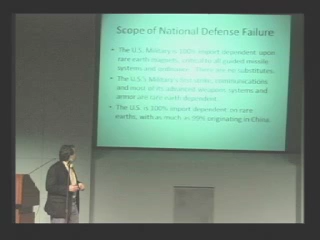 Scope of National Defense Failure
• The U.S. Military is 100% import dependent upon
rare earth magnets, critical to all guided missile
systems and There are no substitutes.
• The U.S. Military's satellite communications
and most of its advanced weapons systems and
armor are rare earth dependent.
• The U.S. is 100% import dependent on rare
earths, with as much as 99% originating in China.